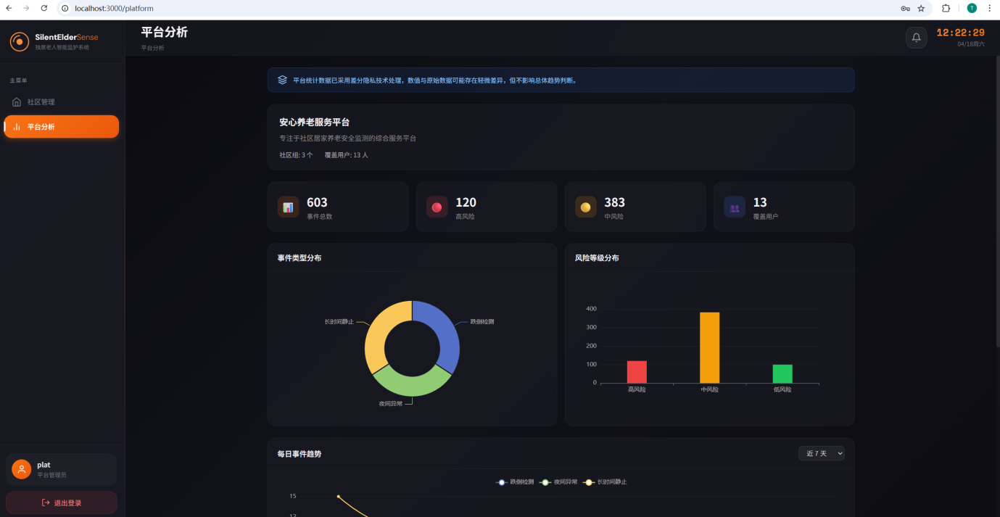 localhost:3000/platform
T
SilentElderSense
独居老人智能监护系统
主菜单
社区管理
平台分析
plat
平台管理员
退出登录
平台分析
平台分析
12:22:29
04/18周六
平台统计数据已采用差分隐私技术处理，数值与原始数据可能存在轻微差异，但不影响总体趋势判断。
安心养老服务平台
专注于社区居家养老安全监测的综合服务平台
社区组: 3 个 覆盖用户: 13 人
603
事件总数
120
高风险
383
中风险
13
覆盖用户
事件类型分布
长时间静止
跌倒检测
夜间异常
风险等级分布
400
300
200
100
0
高风险 中风险 低风险
每日事件趋势
近 7 天
跌倒检测 夜间异常 长时间静止
15